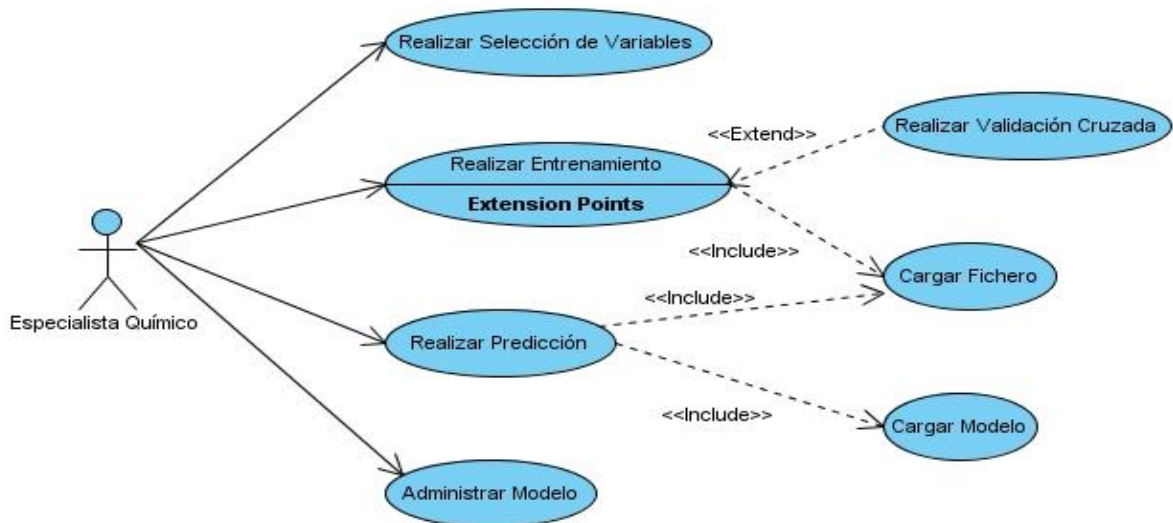 Realizar Selección de Variables
<<Extend>>
Realizar Validación Cruzada
Realizar Entrenamiento
Extension Points
<<Include>>
Cargar Fichero
<<Include>>
Especialista Químico
Realizar Predicción
<<Include>>
Cargar Modelo
Administrar Modelo